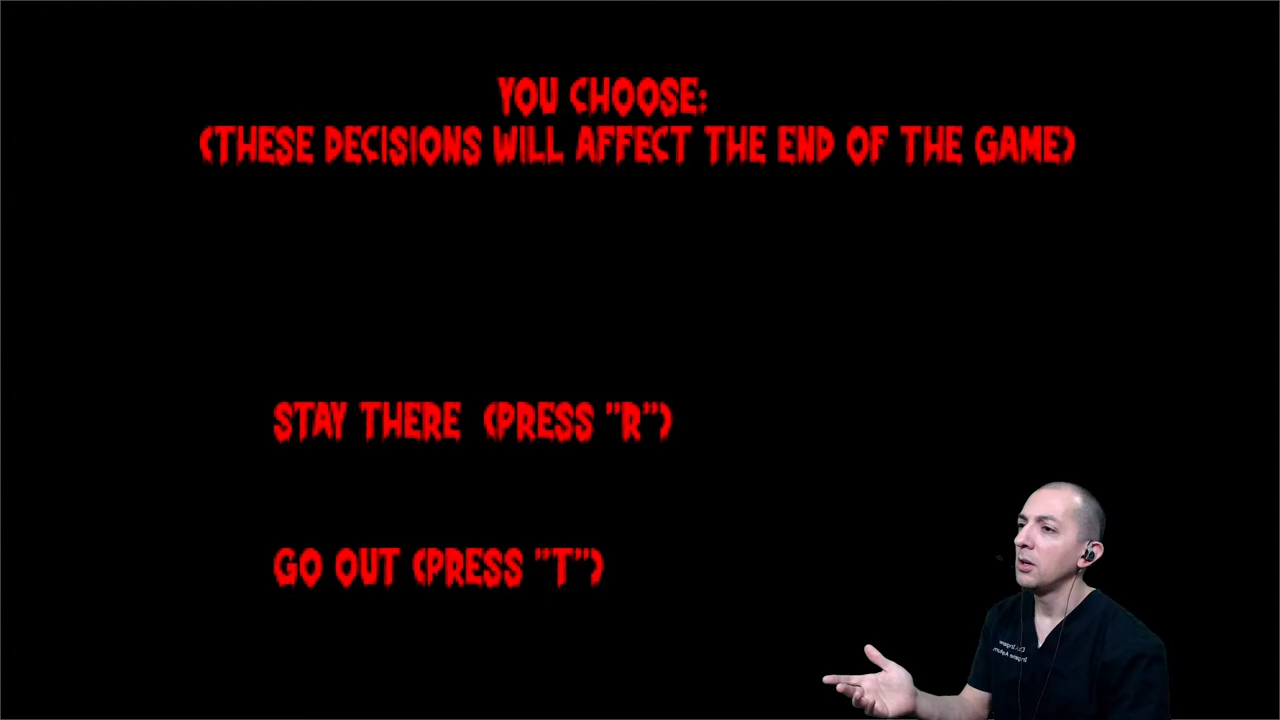 YOU CHOOSE:
(THESE DECISIONS WILL AFFECT THE END OF THE GAME)
STAY THERE (PRESS "R")
GO OUT (PRESS "T")